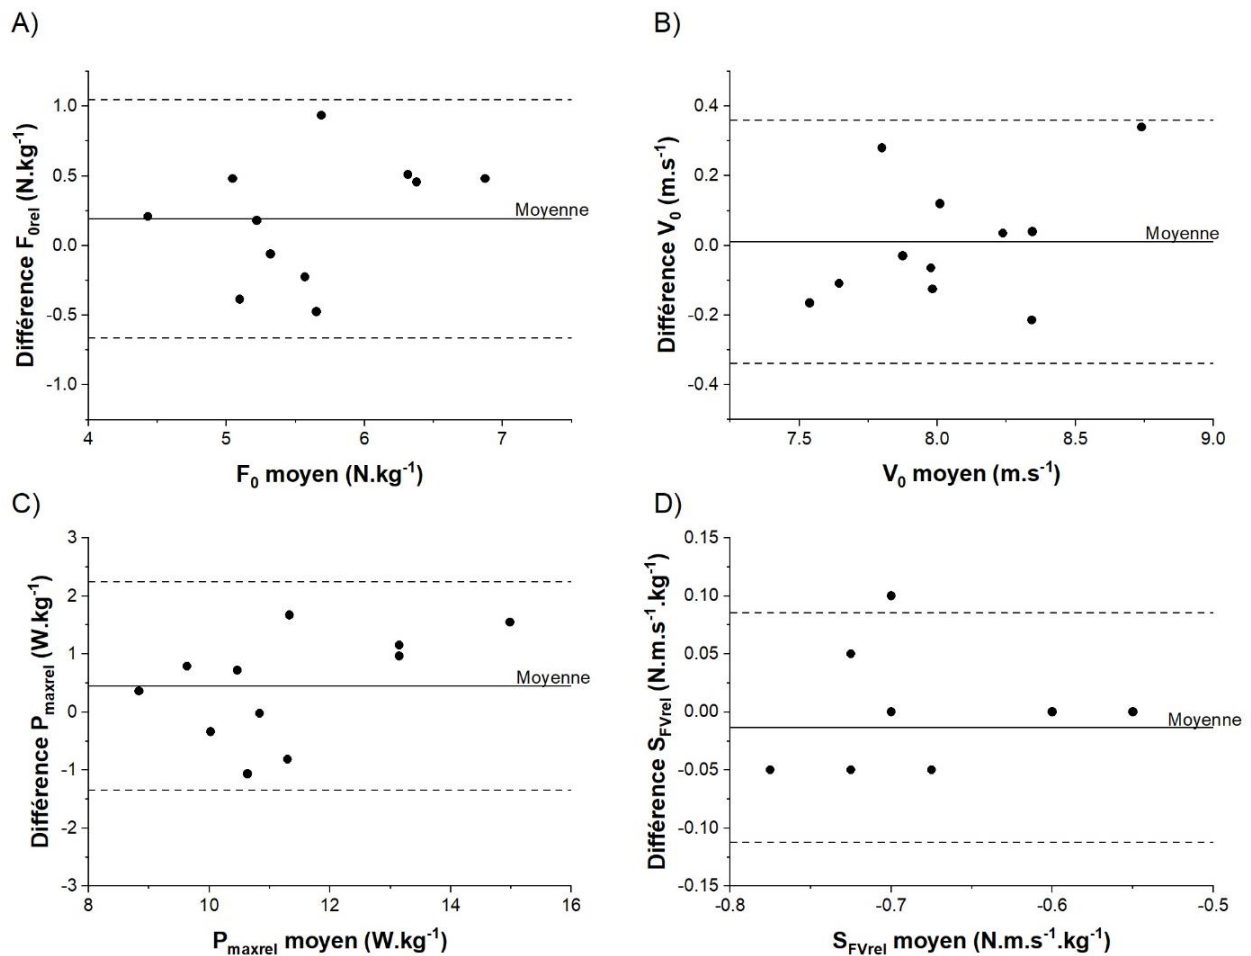 A)
Différence F0rel (N.kg-1)
1.0
0.5
0.0
-0.5
-1.0
Moyenne
4 5 6 7
F0 moyen (N.kg-1)
B)
Différence V0 (m.s-1)
0.4
0.2
0.0
-0.2
-0.4
Moyenne
7.5 8.0 8.5 9.0
V0 moyen (m.s-1)
C)
Différence Pmaxrel (W.kg-1)
3
2
1
0
-1
-2
-3
Moyenne
8 10 12 14 16
Pmaxrel moyen (W.kg-1)
D)
Différence SFVrel (N.m.s-1.kg-1)
0.15
0.10
0.05
0.00
-0.05
-0.10
-0.15
Moyenne
-0.8 -0.7 -0.6 -0.5
SFVrel moyen (N.m.s-1.kg-1)